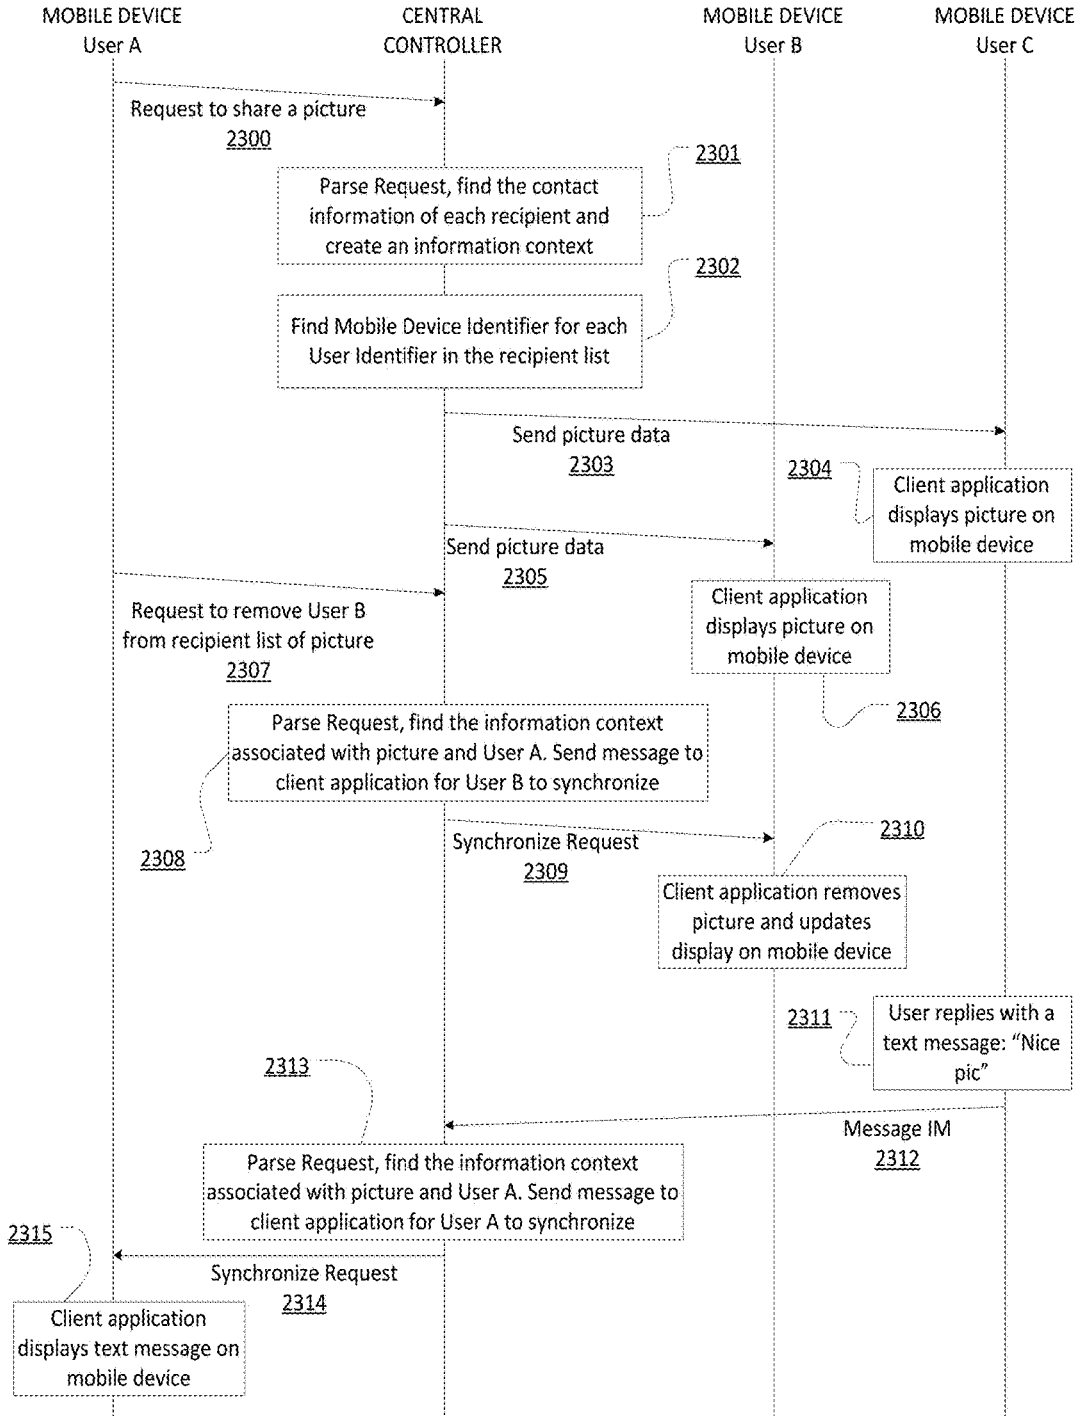 MOBILE DEVICE
User A
CENTRAL
CONTROLLER
MOBILE DEVICE
User B
MOBILE DEVICE
User C
Request to share a picture
2300
2301
Parse Request, find the contact
information of each recipient and
create an information context
2302
Find Mobile Device Identifier for each
User Identifier in the recipient list
Send picture data
2303
2304
Client application
displays picture on
mobile device
Send picture data
2305
Request to remove User B
from recipient list of picture
2307
Client application
displays picture on
mobile device
2306
Parse Request, find the information context
associated with picture and User A. Send message to
client application for User B to synchronize
2308
Synchronize Request
2309
2310
Client application removes
picture and updates
display on mobile device
2311
User replies with a
text message: “Nice
pic”
2313
Message IM
2312
Parse Request, find the information context
associated with picture and User A. Send message to
client application for User A to synchronize
2315
Synchronize Request
2314
Client application
displays text message on
mobile device